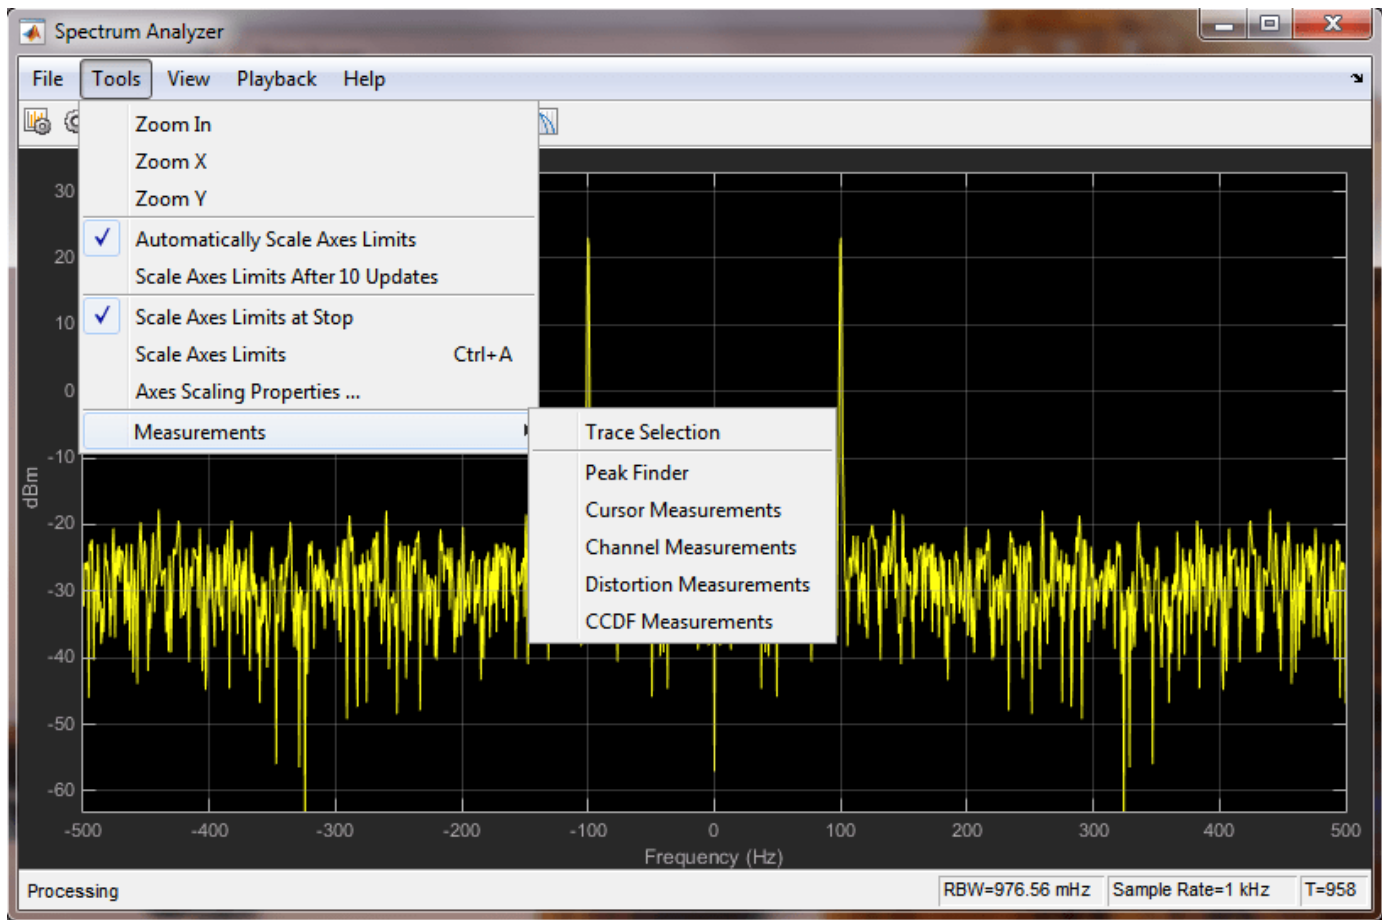 Spectrum Analyzer
File Tools View Playback Help
Zoom In
Zoom X
Zoom Y
Automatically Scale Axes Limits
Scale Axes Limits After 10 Updates
Scale Axes Limits at Stop
Scale Axes Limits Ctrl+A
Axes Scaling Properties ...
Measurements
Trace Selection
Peak Finder
Cursor Measurements
Channel Measurements
Distortion Measurements
CCDF Measurements
30
20
10
0
-10
-20
-30
-40
-50
-60
dBm
-500 -400 -300 -200 -100 0 100 200 300 400 500
Frequency (Hz)
Processing RBW=976.56 mHz Sample Rate=1 kHz T=958